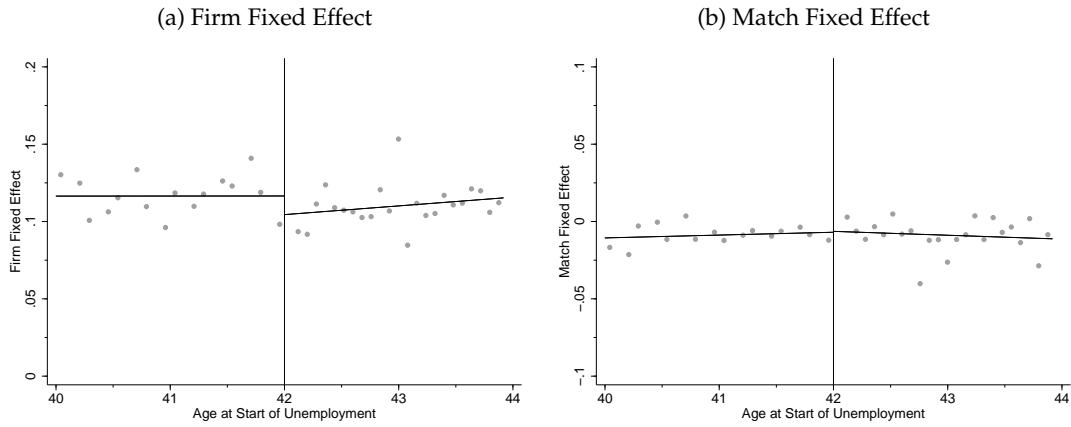 (a) Firm Fixed Effect
Firm Fixed Effect
.2
.15
.1
.05
0
40 41 42 43 44
Age at Start of Unemployment
(b) Match Fixed Effect
Match Fixed Effect
.1
.05
0
−.05
−.1
40 41 42 43 44
Age at Start of Unemployment